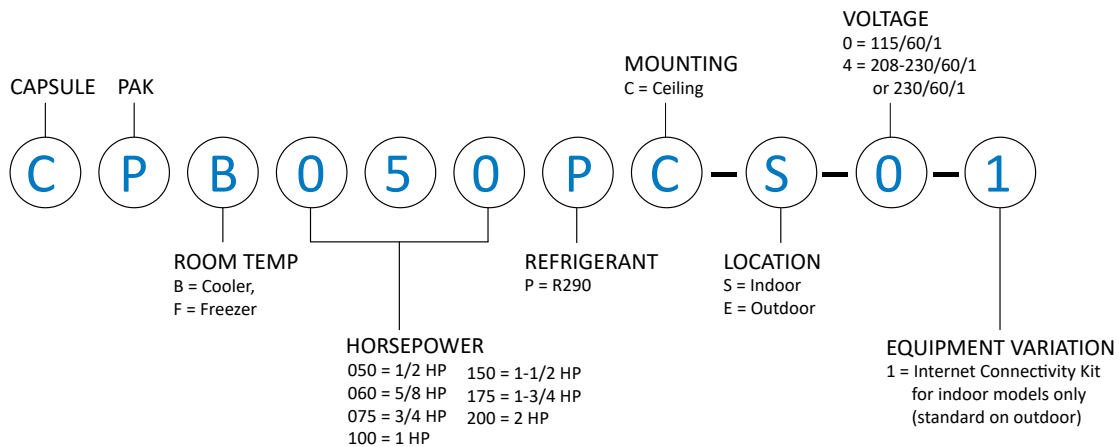 VOLTAGE
0 = 115/60/1
4 = 208-230/60/1
or 230/60/1
MOUNTING
C = Ceiling
CAPSULE PAK
C P B 0 5 0 P C – S – 0 – 1
ROOM TEMP
B = Cooler,
F = Freezer
REFRIGERANT
P = R290
LOCATION
S = Indoor
E = Outdoor
HORSEPOWER
050 = 1/2 HP
060 = 5/8 HP
075 = 3/4 HP
100 = 1 HP
150 = 1-1/2 HP
175 = 1-3/4 HP
200 = 2 HP
EQUIPMENT VARIATION
1 = Internet Connectivity Kit
for indoor models only
(standard on outdoor)